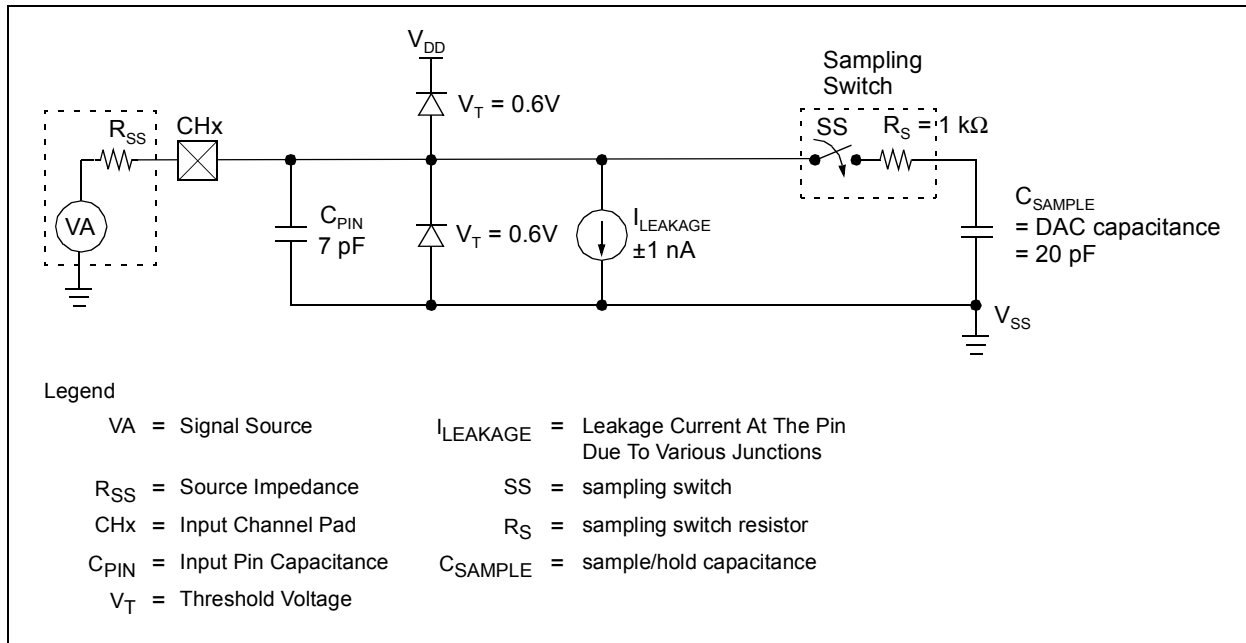 V_DD
Sampling
Switch
V_T = 0.6V
R_SS
CHx
SS
R_S = 1 kΩ
VA
C_PIN
7 pF
V_T = 0.6V
I_LEAKAGE
±1 nA
C_SAMPLE
= DAC capacitance
= 20 pF
V_SS
Legend
VA = Signal Source
I_LEAKAGE = Leakage Current At The Pin
Due To Various Junctions
R_SS = Source Impedance
SS = sampling switch
CHx = Input Channel Pad
R_S = sampling switch resistor
C_PIN = Input Pin Capacitance
C_SAMPLE = sample/hold capacitance
V_T = Threshold Voltage